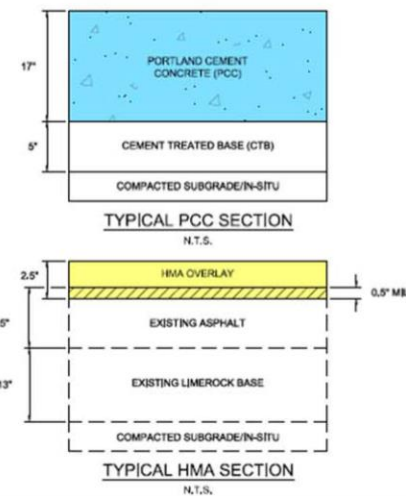 17"
PORTLAND CEMENT
CONCRETE (PCC)
5"
CEMENT TREATED BASE (CTB)
COMPACTED SUBGRADE/IN-SITU
TYPICAL PCC SECTION
N.T.S.
2.5"
HMA OVERLAY
0.5"
5"
EXISTING ASPHALT
13"
EXISTING LIMEROCK BASE
COMPACTED SUBGRADE/IN-SITU
TYPICAL HMA SECTION
N.T.S.